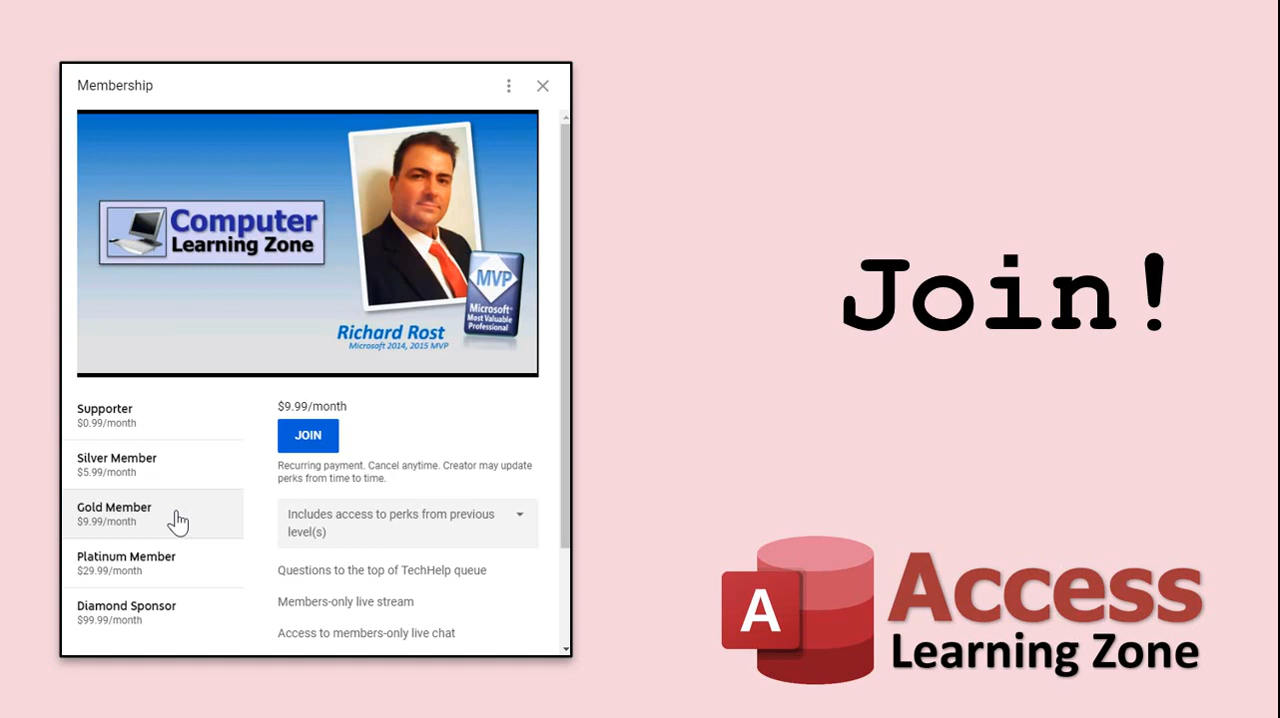 Membership
Computer
Learning Zone
MVP
Microsoft®
Most Valuable
Professional
Richard Rost
Microsoft 2014, 2015 MVP
Supporter
$0.99/month
Silver Member
$5.99/month
Gold Member
$9.99/month
Platinum Member
$29.99/month
Diamond Sponsor
$99.99/month
$9.99/month
JOIN
Recurring payment. Cancel anytime. Creator may update
perks from time to time.
Includes access to perks from previous
level(s)
Questions to the top of TechHelp queue
Members-only live stream
Access to members-only live chat
Join!
A
Access
Learning Zone